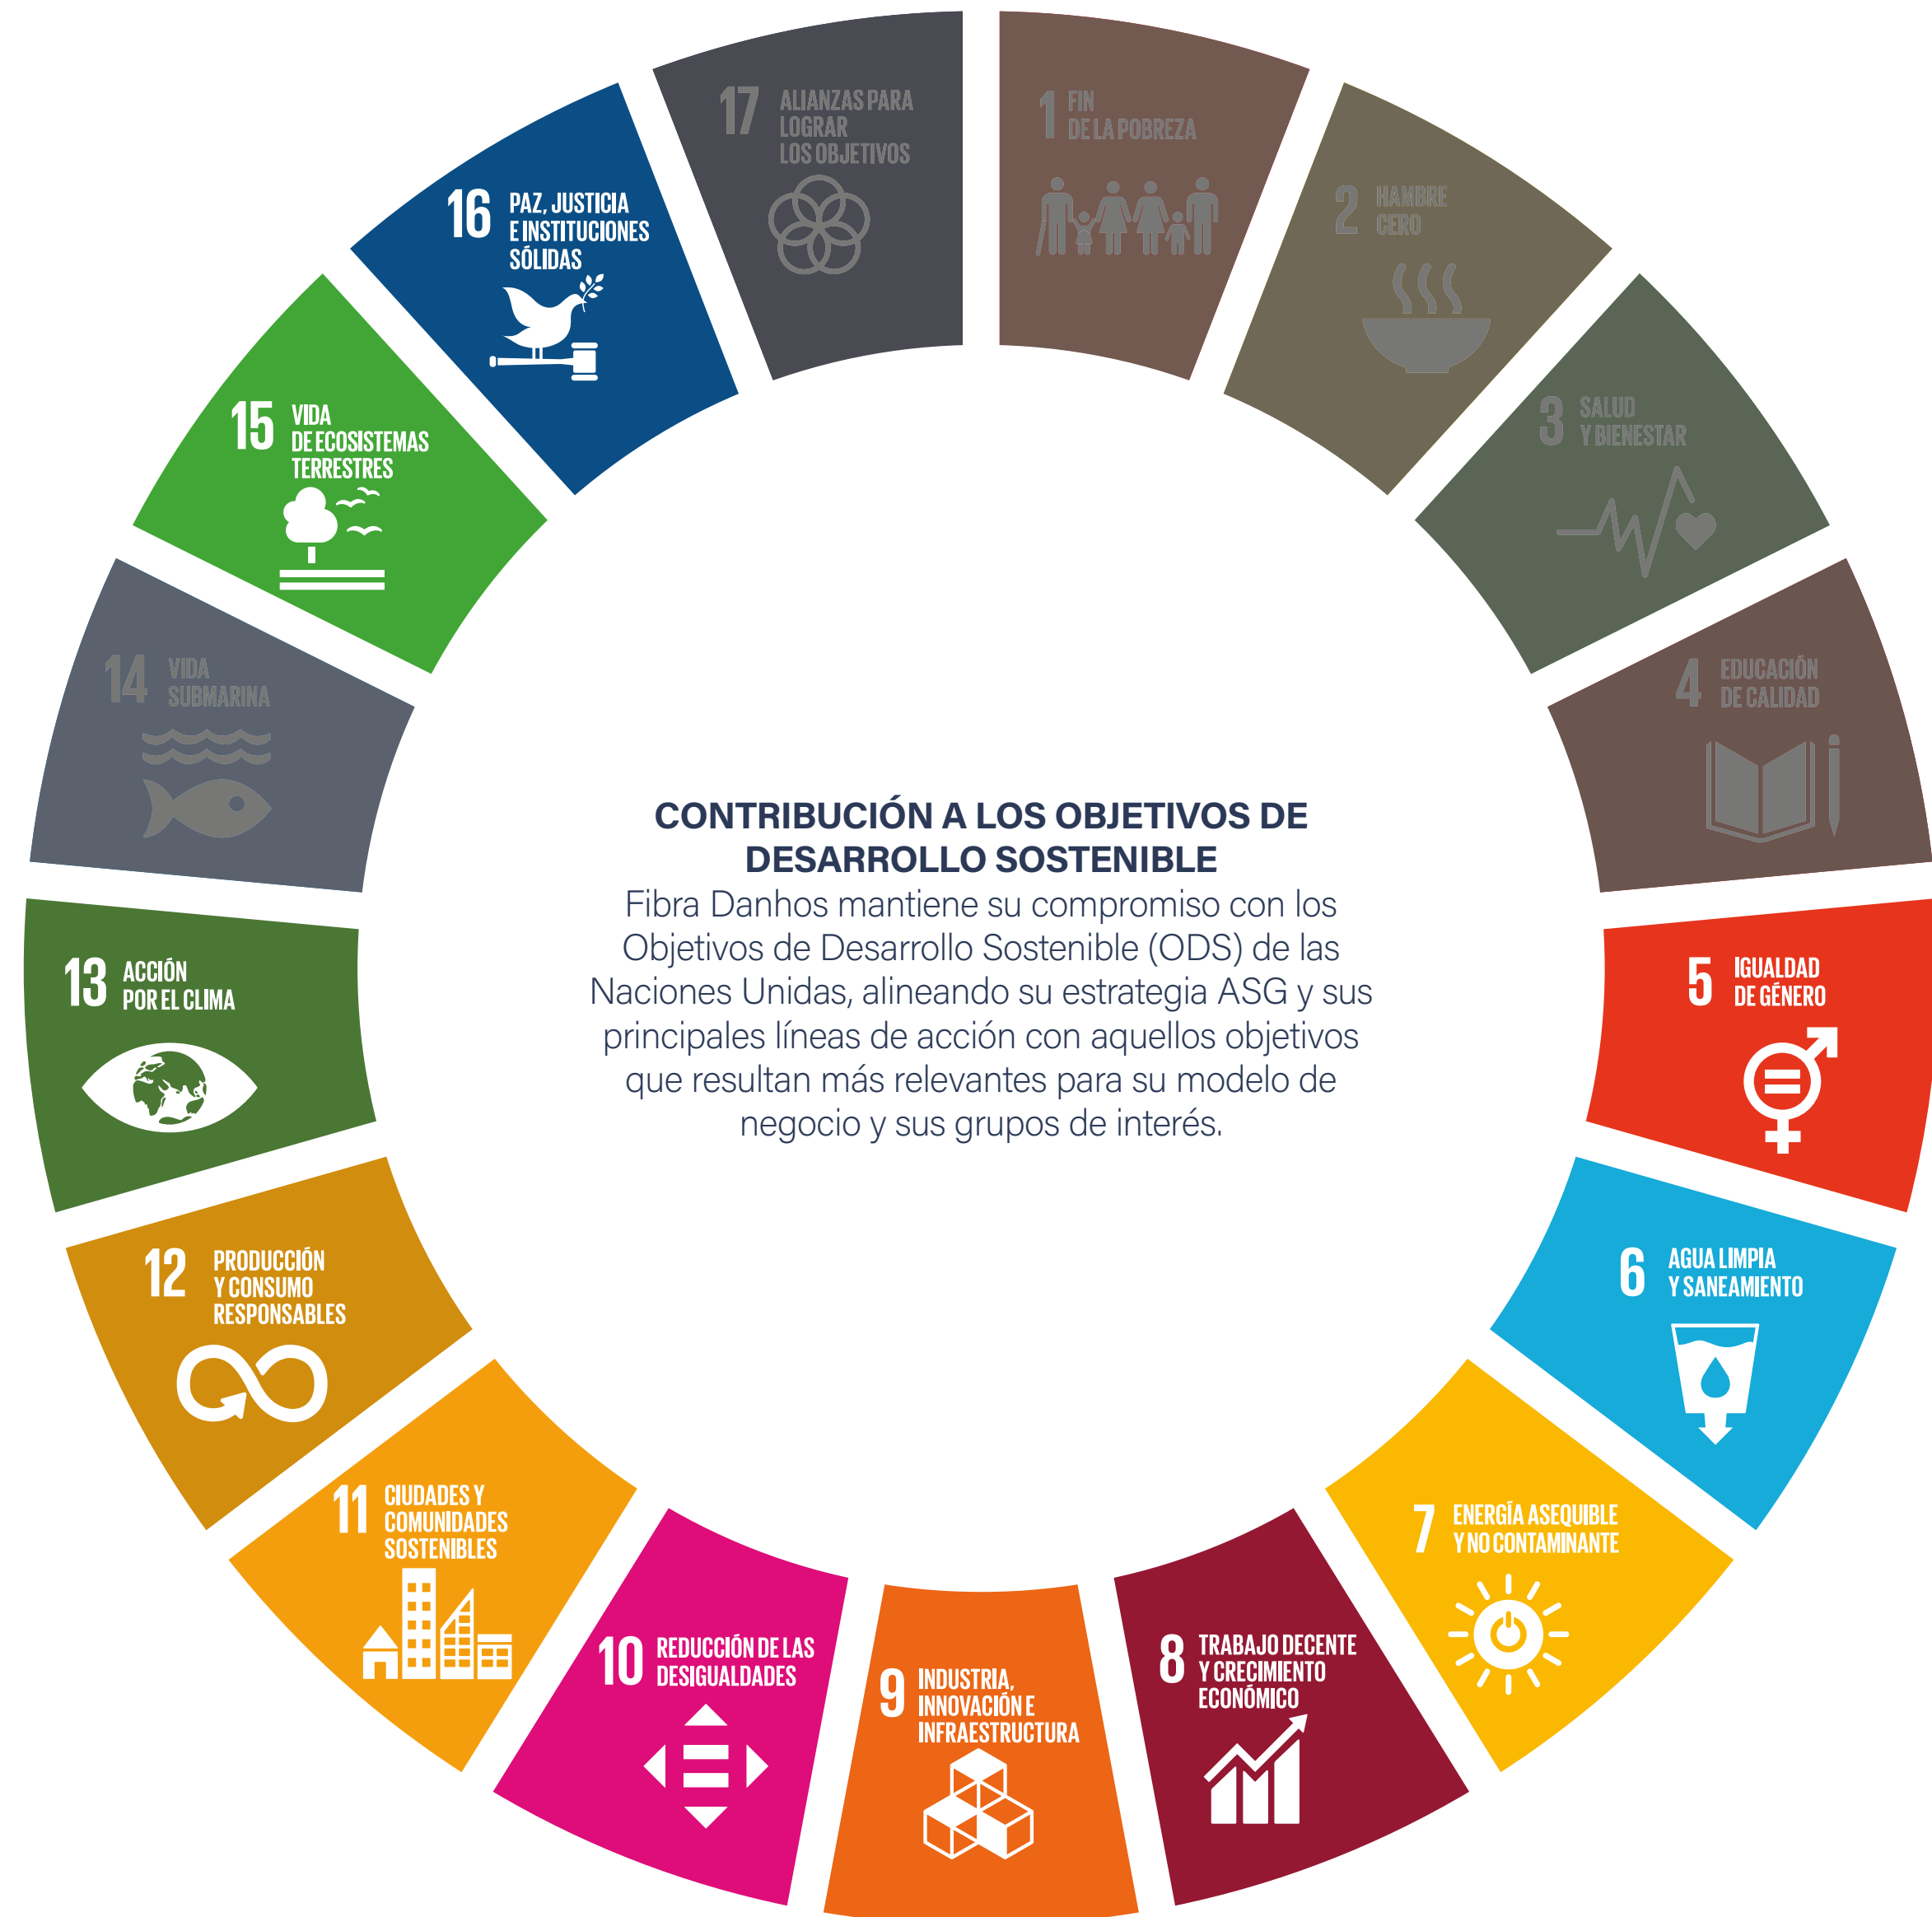 17 ALIANZAS PARA
LOGRAR
LOS OBJETIVOS
1 FIN
DE LA POBREZA
2 HAMBRE
CERO
3 SALUD
Y BIENESTAR
4 EDUCACIÓN
DE CALIDAD
5 IGUALDAD
DE GÉNERO
6 AGUA LIMPIA
Y SANEAMIENTO
7 ENERGÍA ASEQUIBLE
Y NO CONTAMINANTE
8 TRABAJO DECENTE
Y CRECIMIENTO
ECONÓMICO
9 INDUSTRIA,
INNOVACIÓN E
INFRAESTRUCTURA
10 REDUCCIÓN DE LAS
DESIGUALDADES
11 CIUDADES Y
COMUNIDADES
SOSTENIBLES
12 PRODUCCIÓN
Y CONSUMO
RESPONSABLES
13 ACCIÓN
POR EL CLIMA
14 VIDA
SUBMARINA
15 VIDA
DE ECOSISTEMAS
TERRESTRES
16 PAZ, JUSTICIA
E INSTITUCIONES
SÓLIDAS
CONTRIBUCIÓN A LOS OBJETIVOS DE
DESARROLLO SOSTENIBLE
Fibra Danhos mantiene su compromiso con los
Objetivos de Desarrollo Sostenible (ODS) de las
Naciones Unidas, alineando su estrategia ASG y sus
principales líneas de acción con aquellos objetivos
que resultan más relevantes para su modelo de
negocio y sus grupos de interés.